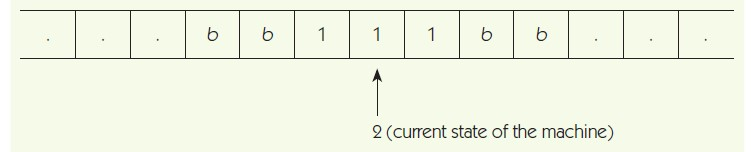 . . . b b 1 1 1 b b . . .
2 (current state of the machine)